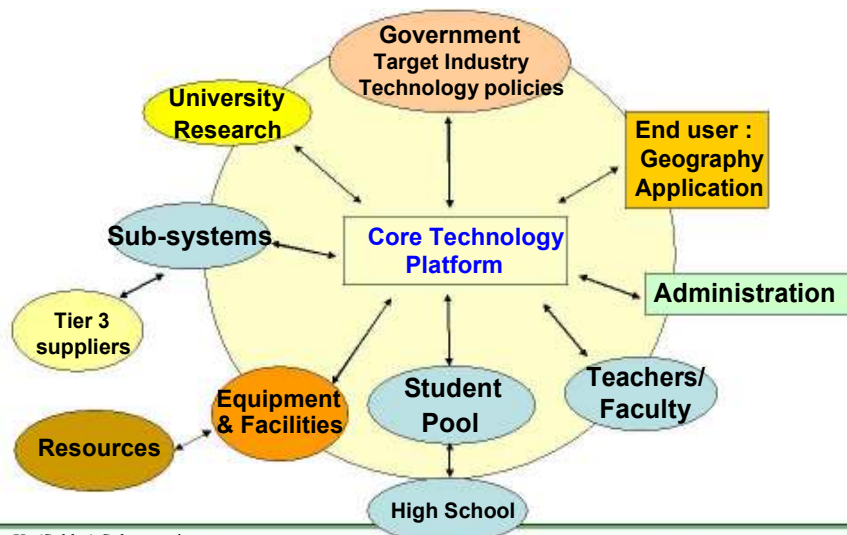 Government
Target Industry
Technology policies
University
Research
End user :
Geography
Application
Sub-systems
Core Technology
Platform
Administration
Tier 3
suppliers
Equipment
& Facilities
Student
Pool
Teachers/
Faculty
Resources
High School